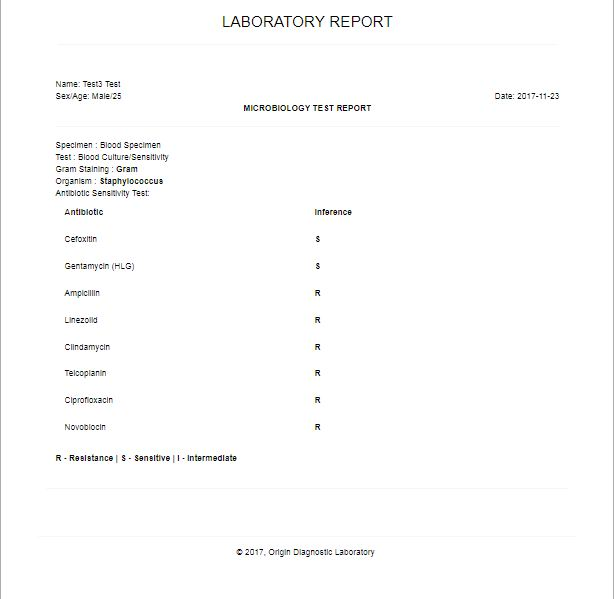 LABORATORY REPORT
Name: Test3 Test
Sex/Age: Male/25
Date: 2017-11-23
MICROBIOLOGY TEST REPORT
Specimen : Blood Specimen
Test : Blood Culture/Sensitivity
Gram Staining : Gram
Organism : Staphylococcus
Antibiotic Sensitivity Test:
Antibiotic Inference
Cefoxitin S
Gentamycin (HLG) S
Ampicillin R
Linezolid R
Clindamycin R
Teicoplanin R
Ciprofloxacin R
Novobiocin R
R - Resistance | S - Sensitive | I - Intermediate
© 2017, Origin Diagnostic Laboratory